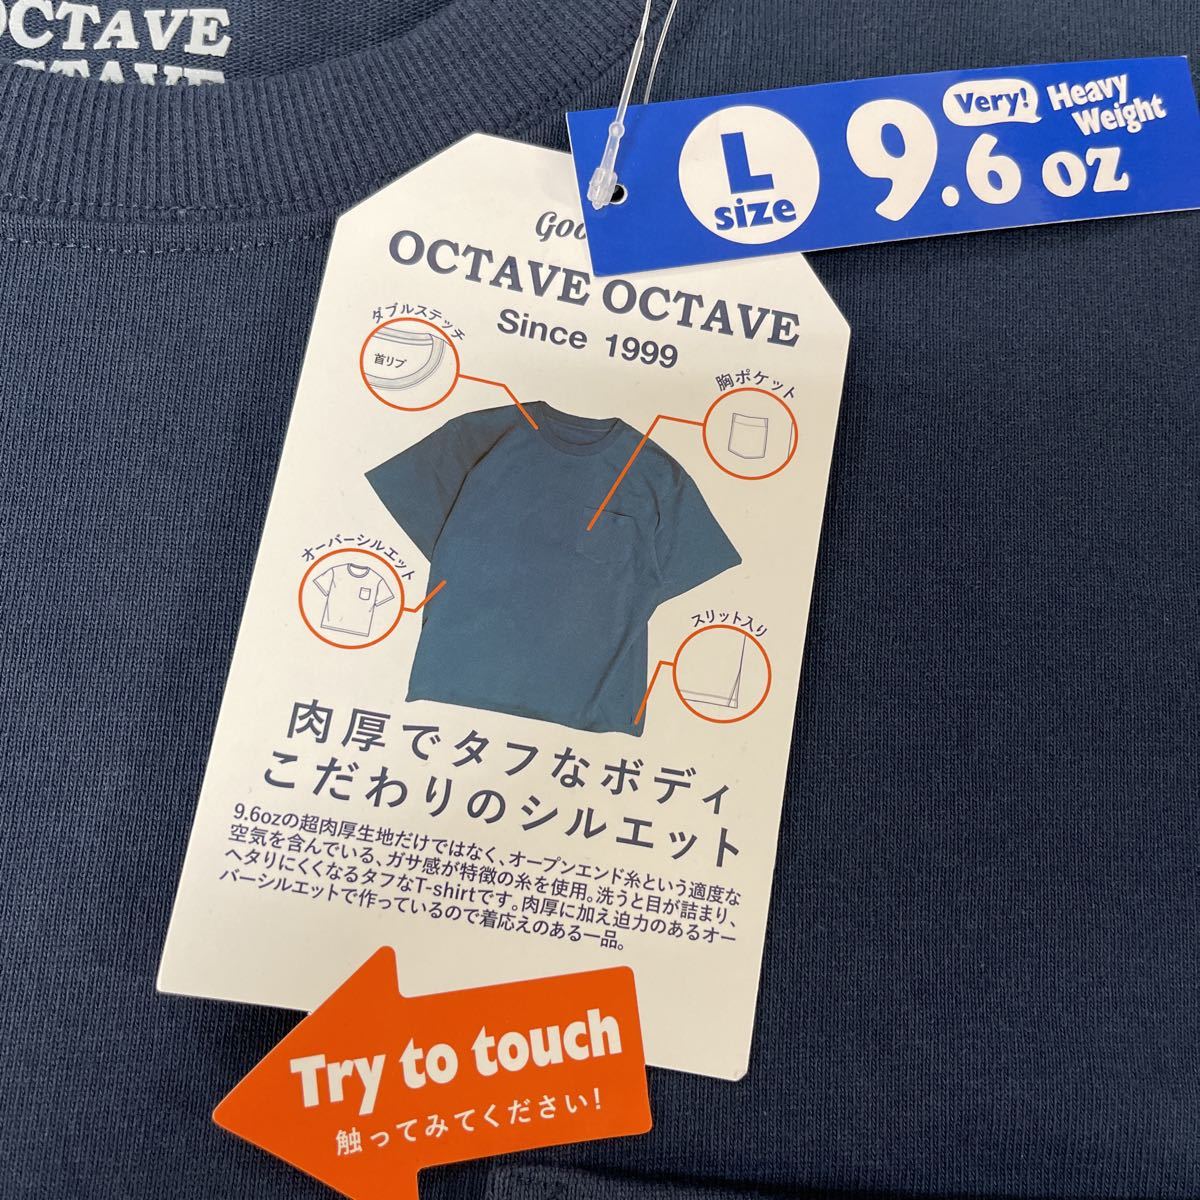 OCTAVE
OCTAVE
L
size
9.6 oz
Very!
Heavy
Weight
OCTAVE OCTAVE
Since 1999
ダブルステッチ
首リブ
胸ポケット
オーバーシルエット
スリット入り
肉厚でタフなボディ
こだわりのシルエット
9.6ozの超肉厚生地だけではなく、オープンエンド糸という適度な
空気を含んでいる、ガサ感が特徴の糸を使用。洗うと目が詰まり、
ヘタりにくくなるタフなT-shirtです。肉厚に加え迫力のあるオー
バーシルエットで作っているので着応えのある一品。
Try to touch
触ってみてください!